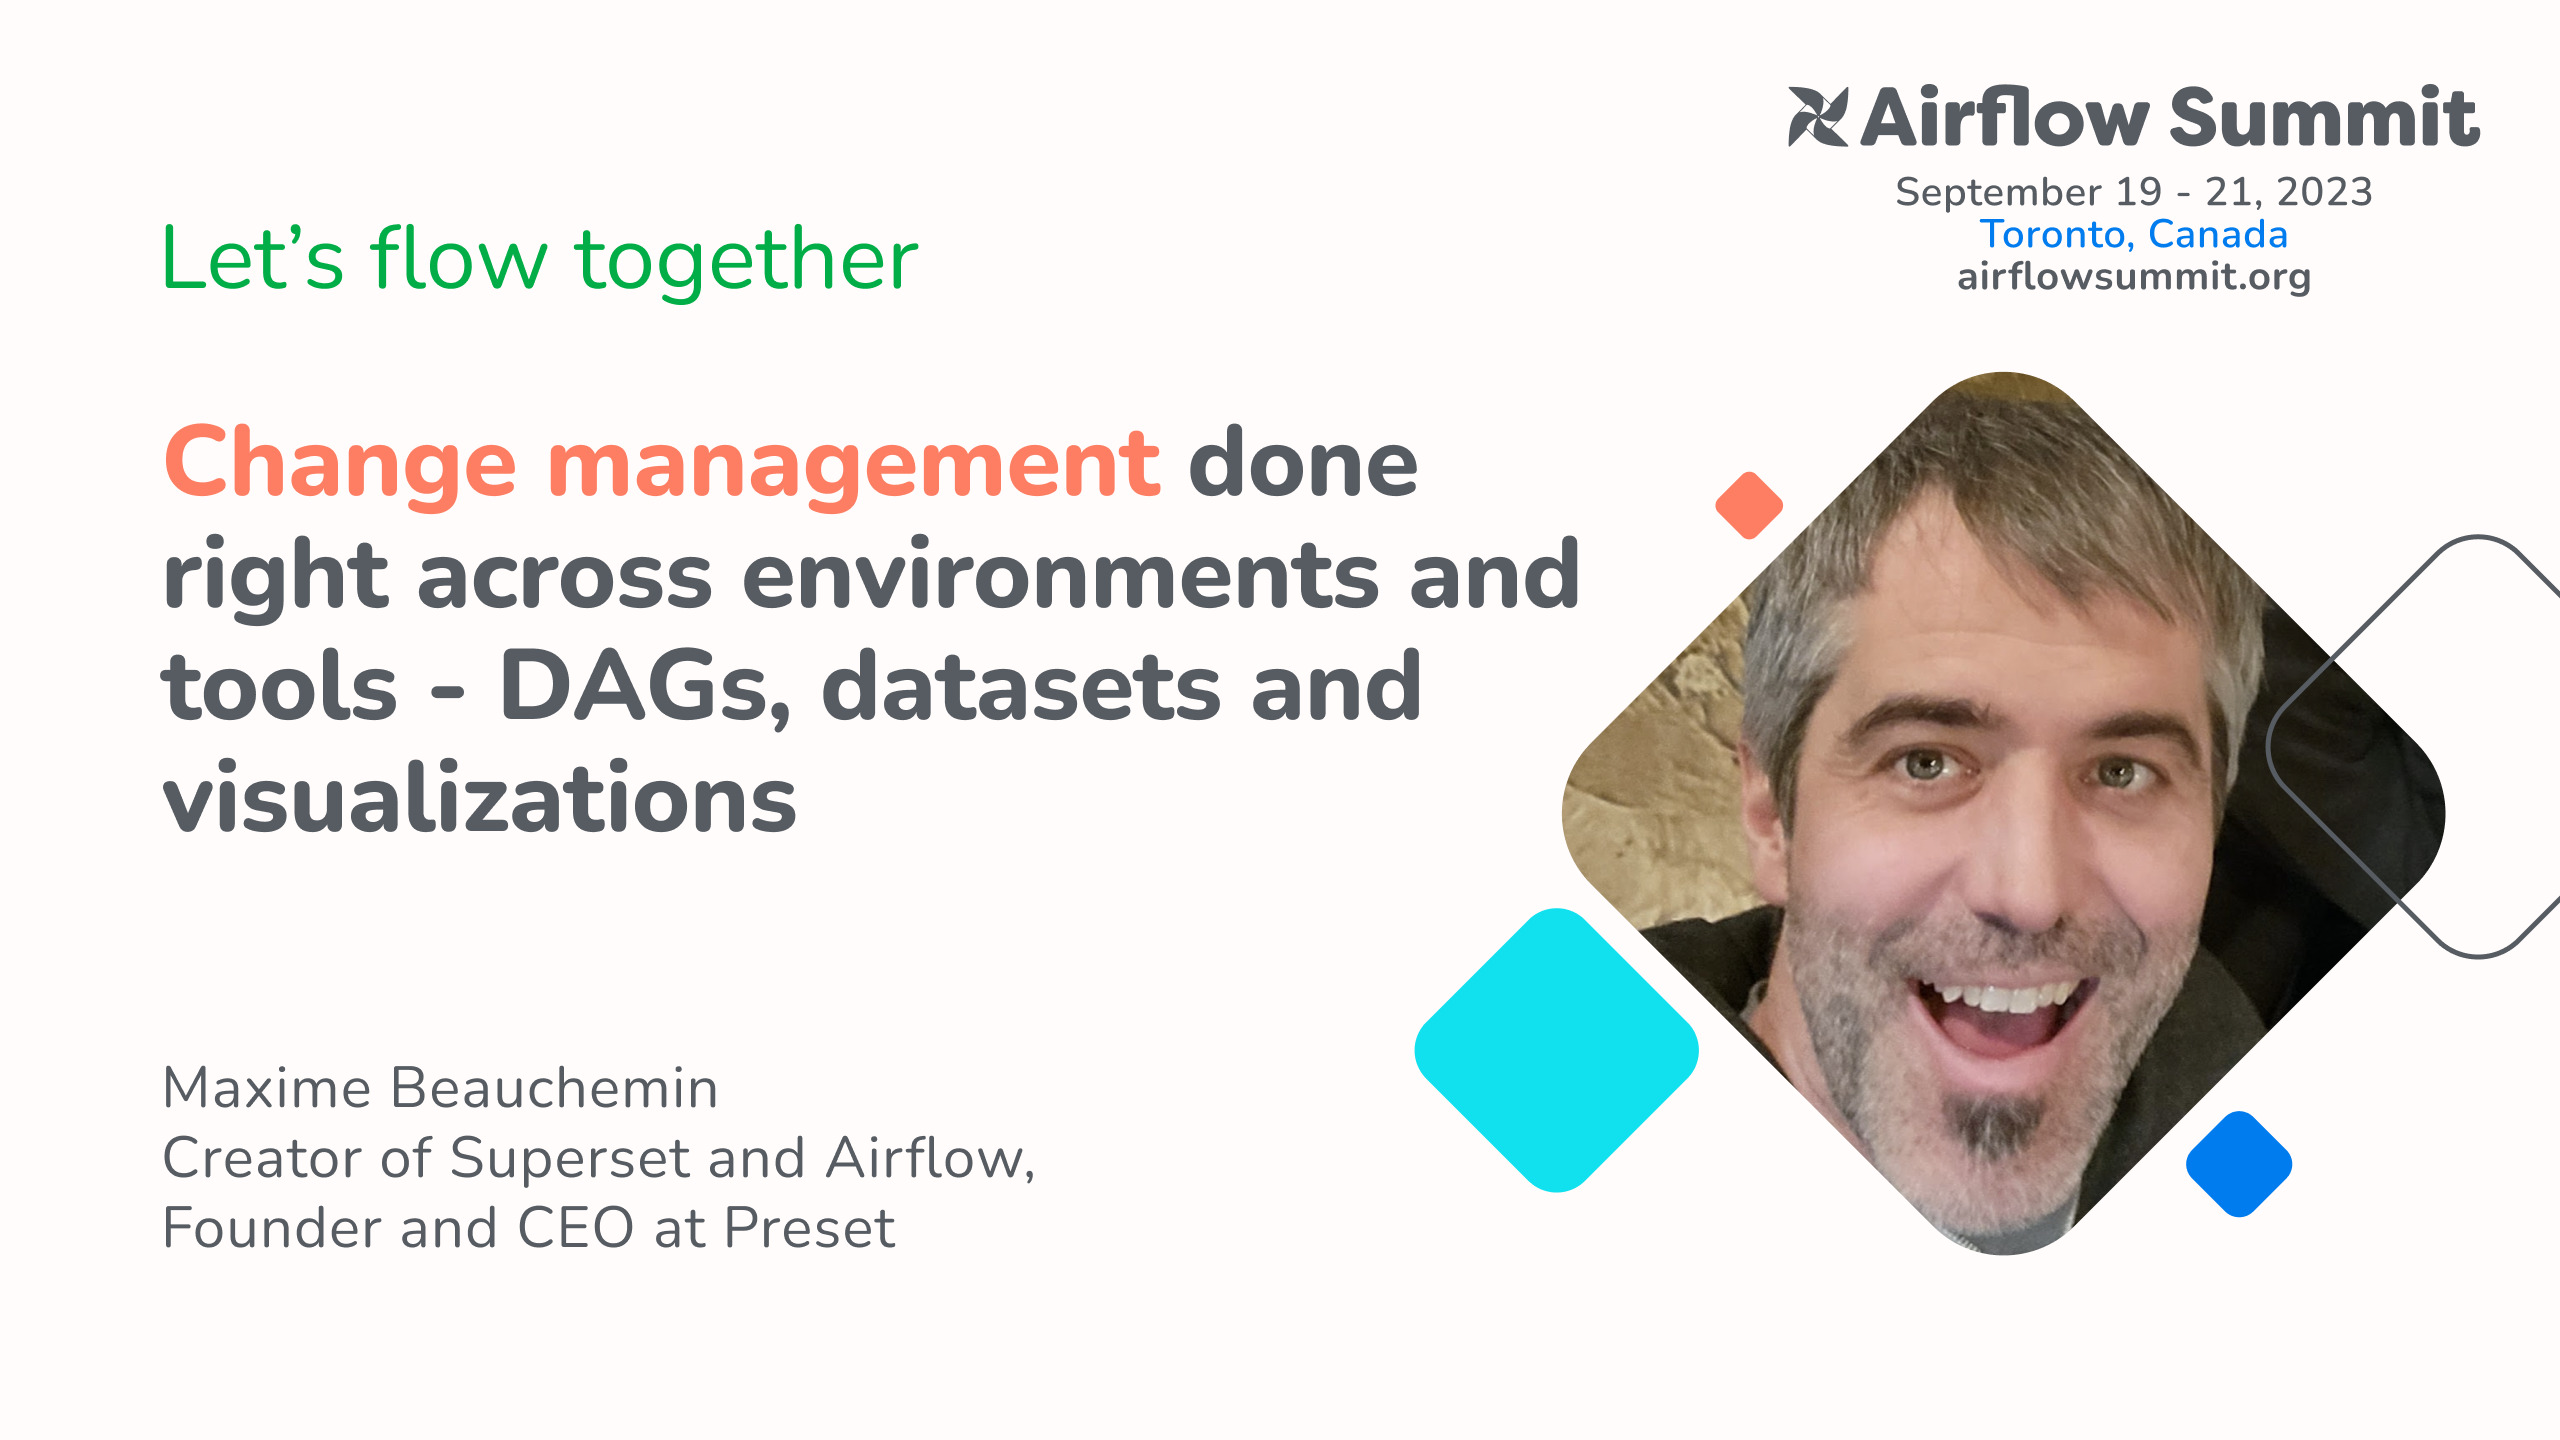 Airflow Summit
September 19 - 21, 2023
Toronto, Canada
airflowsummit.org
Let’s flow together
Change management done
right across environments and
tools - DAGs, datasets and
visualizations
Maxime Beauchemin
Creator of Superset and Airflow,
Founder and CEO at Preset